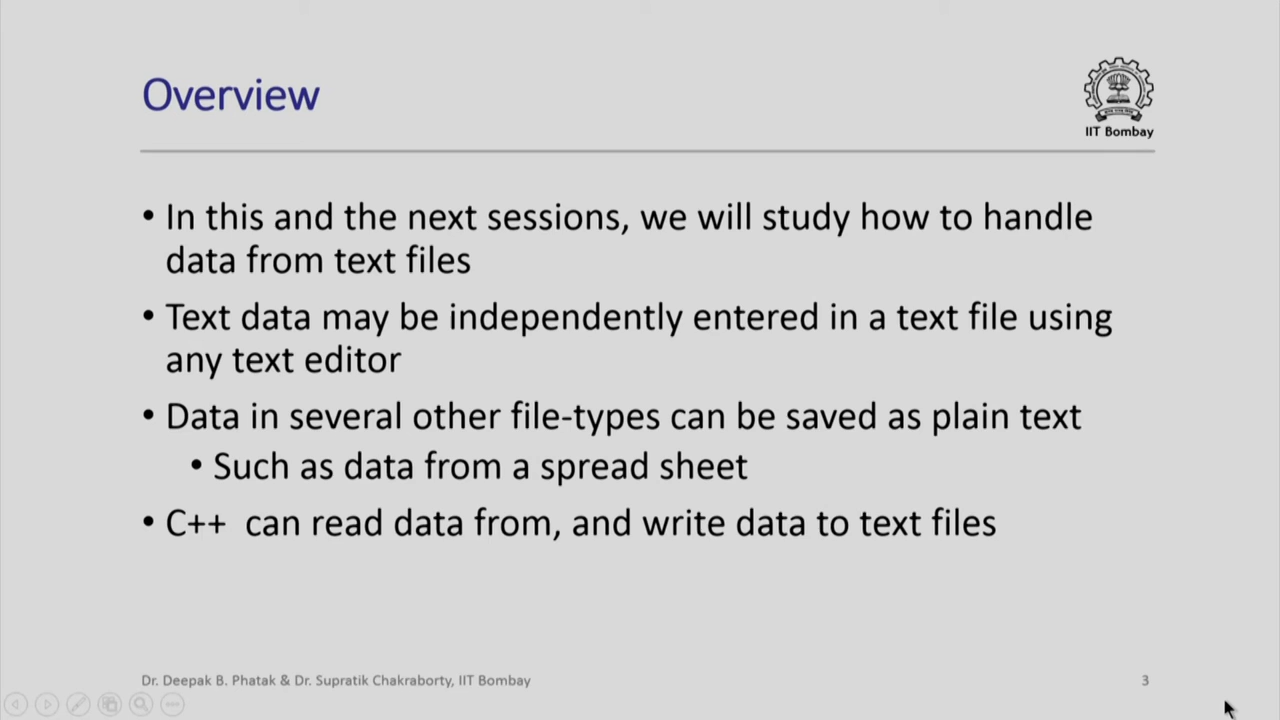 Overview
IIT Bombay
• In this and the next sessions, we will study how to handle
data from text files
• Text data may be independently entered in a text file using
any text editor
• Data in several other file-types can be saved as plain text
• Such as data from a spread sheet
• C++ can read data from, and write data to text files
Dr. Deepak B. Phatak & Dr. Supratik Chakraborty, IIT Bombay
3